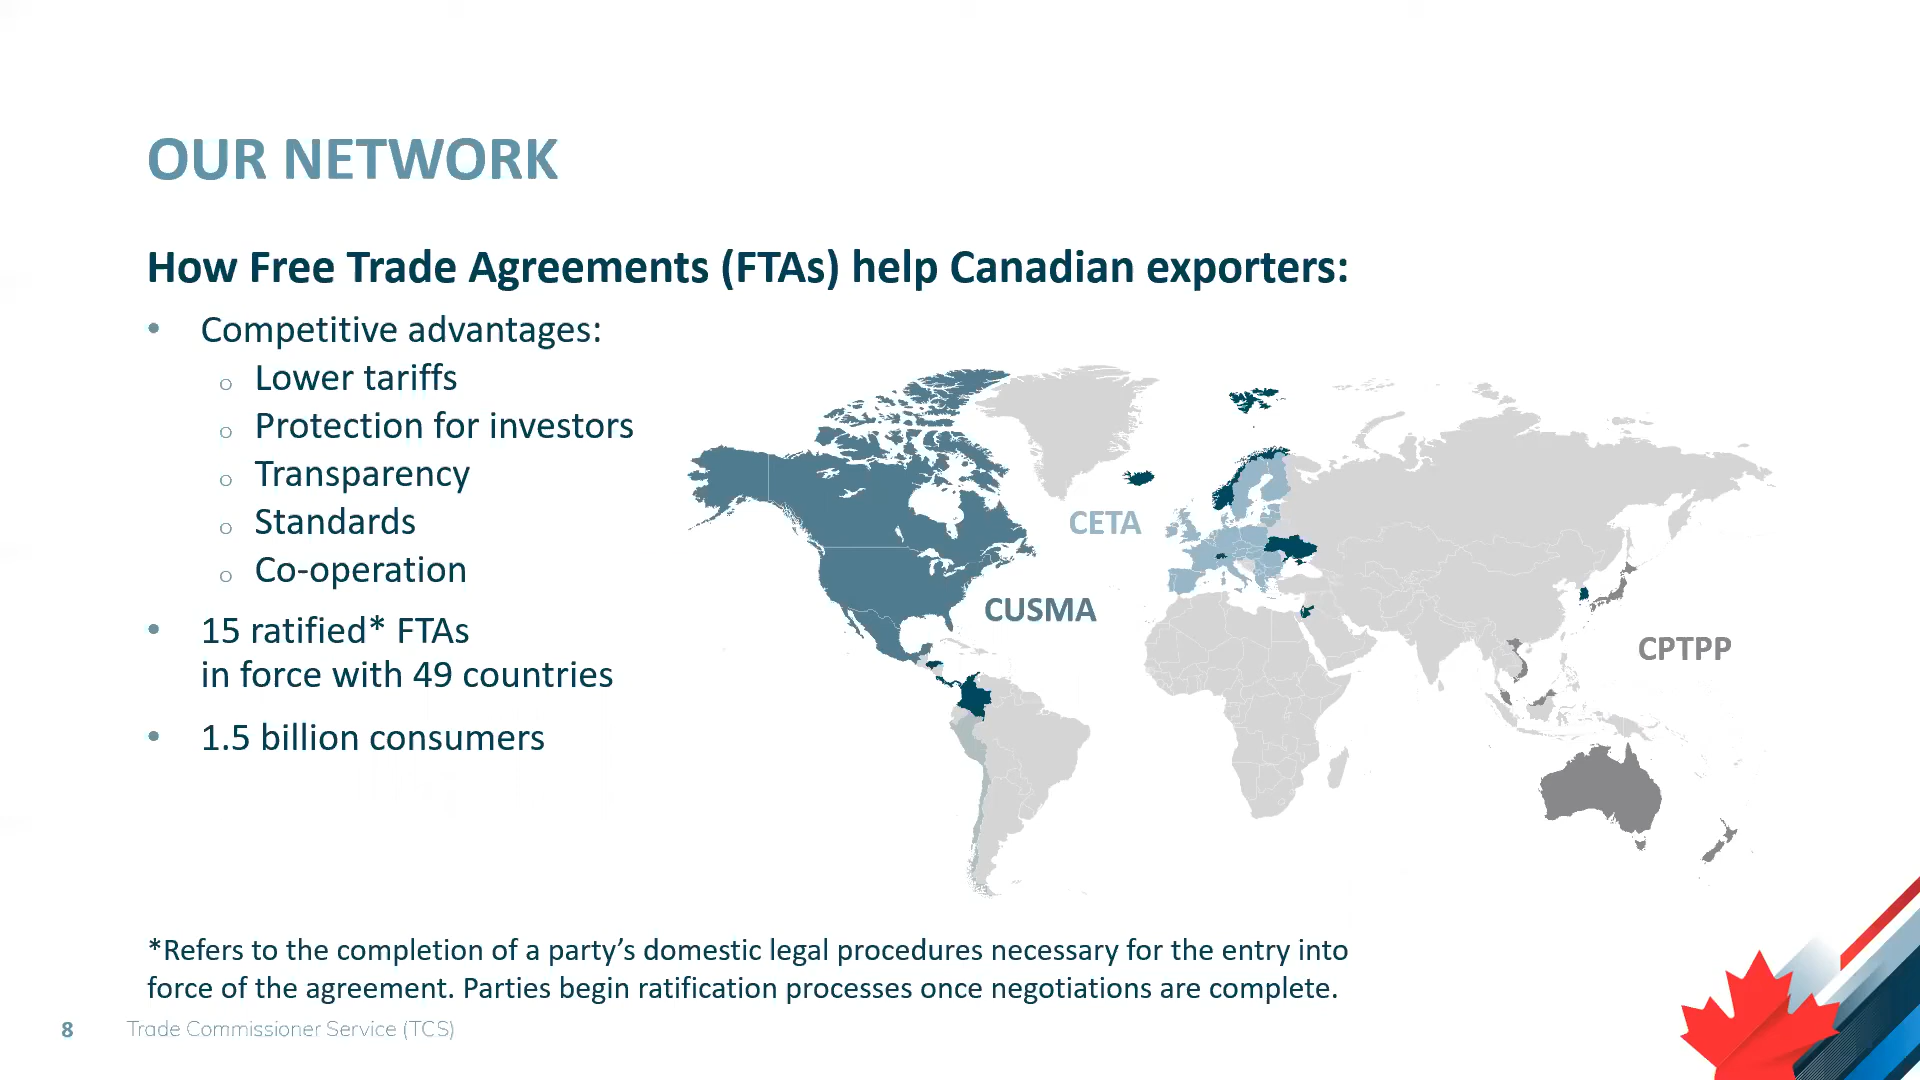 OUR NETWORK
How Free Trade Agreements (FTAs) help Canadian exporters:
• Competitive advantages:
o Lower tariffs
o Protection for investors
o Transparency
o Standards
o Co-operation
• 15 ratified* FTAs
in force with 49 countries
• 1.5 billion consumers
CETA
CUSMA
CPTPP
*Refers to the completion of a party’s domestic legal procedures necessary for the entry into
force of the agreement. Parties begin ratification processes once negotiations are complete.
8 Trade Commissioner Service (TCS)